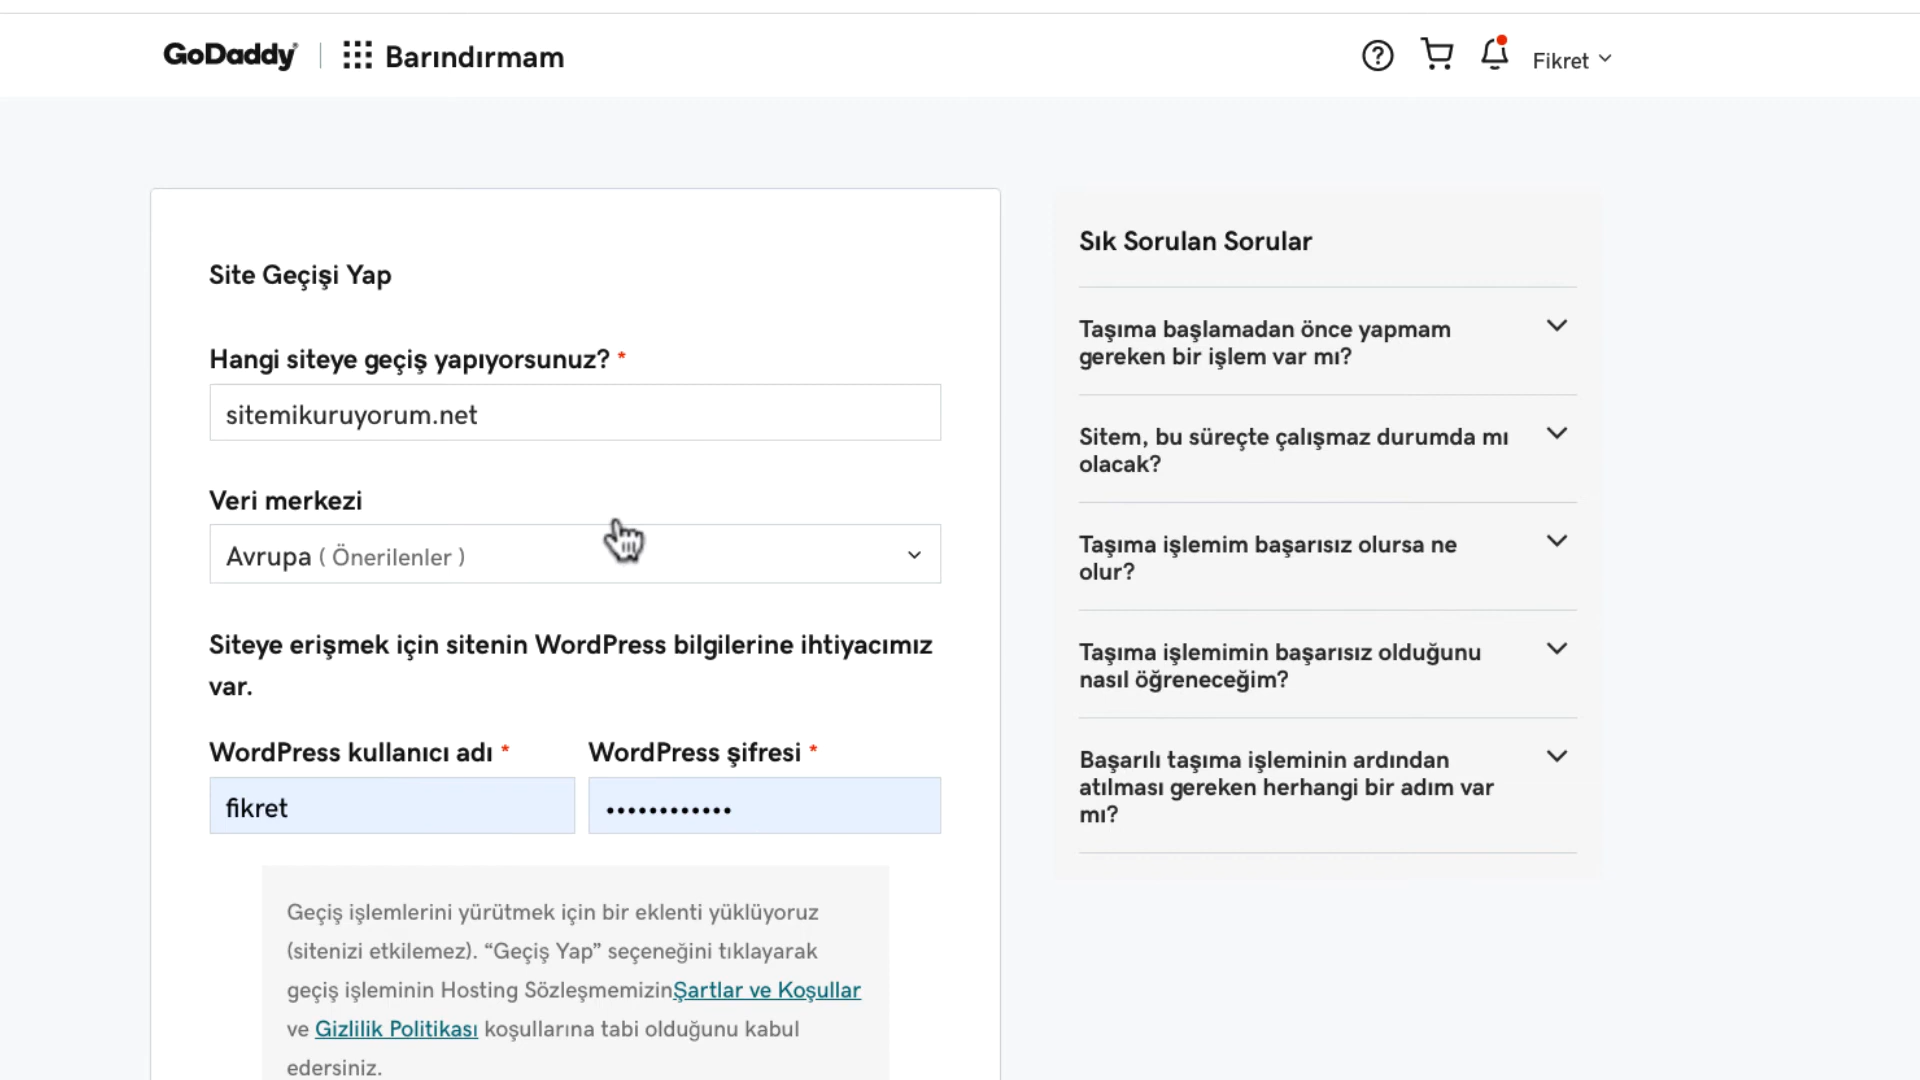 GoDaddy Barındırmam Fikret
Site Geçişi Yap
Hangi siteye geçiş yapıyorsunuz? *
sitemikuruyorum.net
Veri merkezi
Avrupa ( Önerilenler )
Siteye erişmek için sitenin WordPress bilgilerine ihtiyacımız
var.
WordPress kullanıcı adı * WordPress şifresi *
fikret ••••••••••••
Geçiş işlemlerini yürütmek için bir eklenti yüklüyoruz
(sitenizi etkilemez). “Geçiş Yap” seçeneğini tıklayarak
geçiş işleminin Hosting SözleşmemizinŞartlar ve Koşullar
ve Gizlilik Politikası koşullarına tabi olduğunu kabul
edersiniz.
Sık Sorulan Sorular
Taşıma başlamadan önce yapmam
gereken bir işlem var mı?
Sitem, bu süreçte çalışmaz durumda mı
olacak?
Taşıma işlemim başarısız olursa ne
olur?
Taşıma işlemimin başarısız olduğunu
nasıl öğreneceğim?
Başarılı taşıma işleminin ardından
atılması gereken herhangi bir adım var
mı?